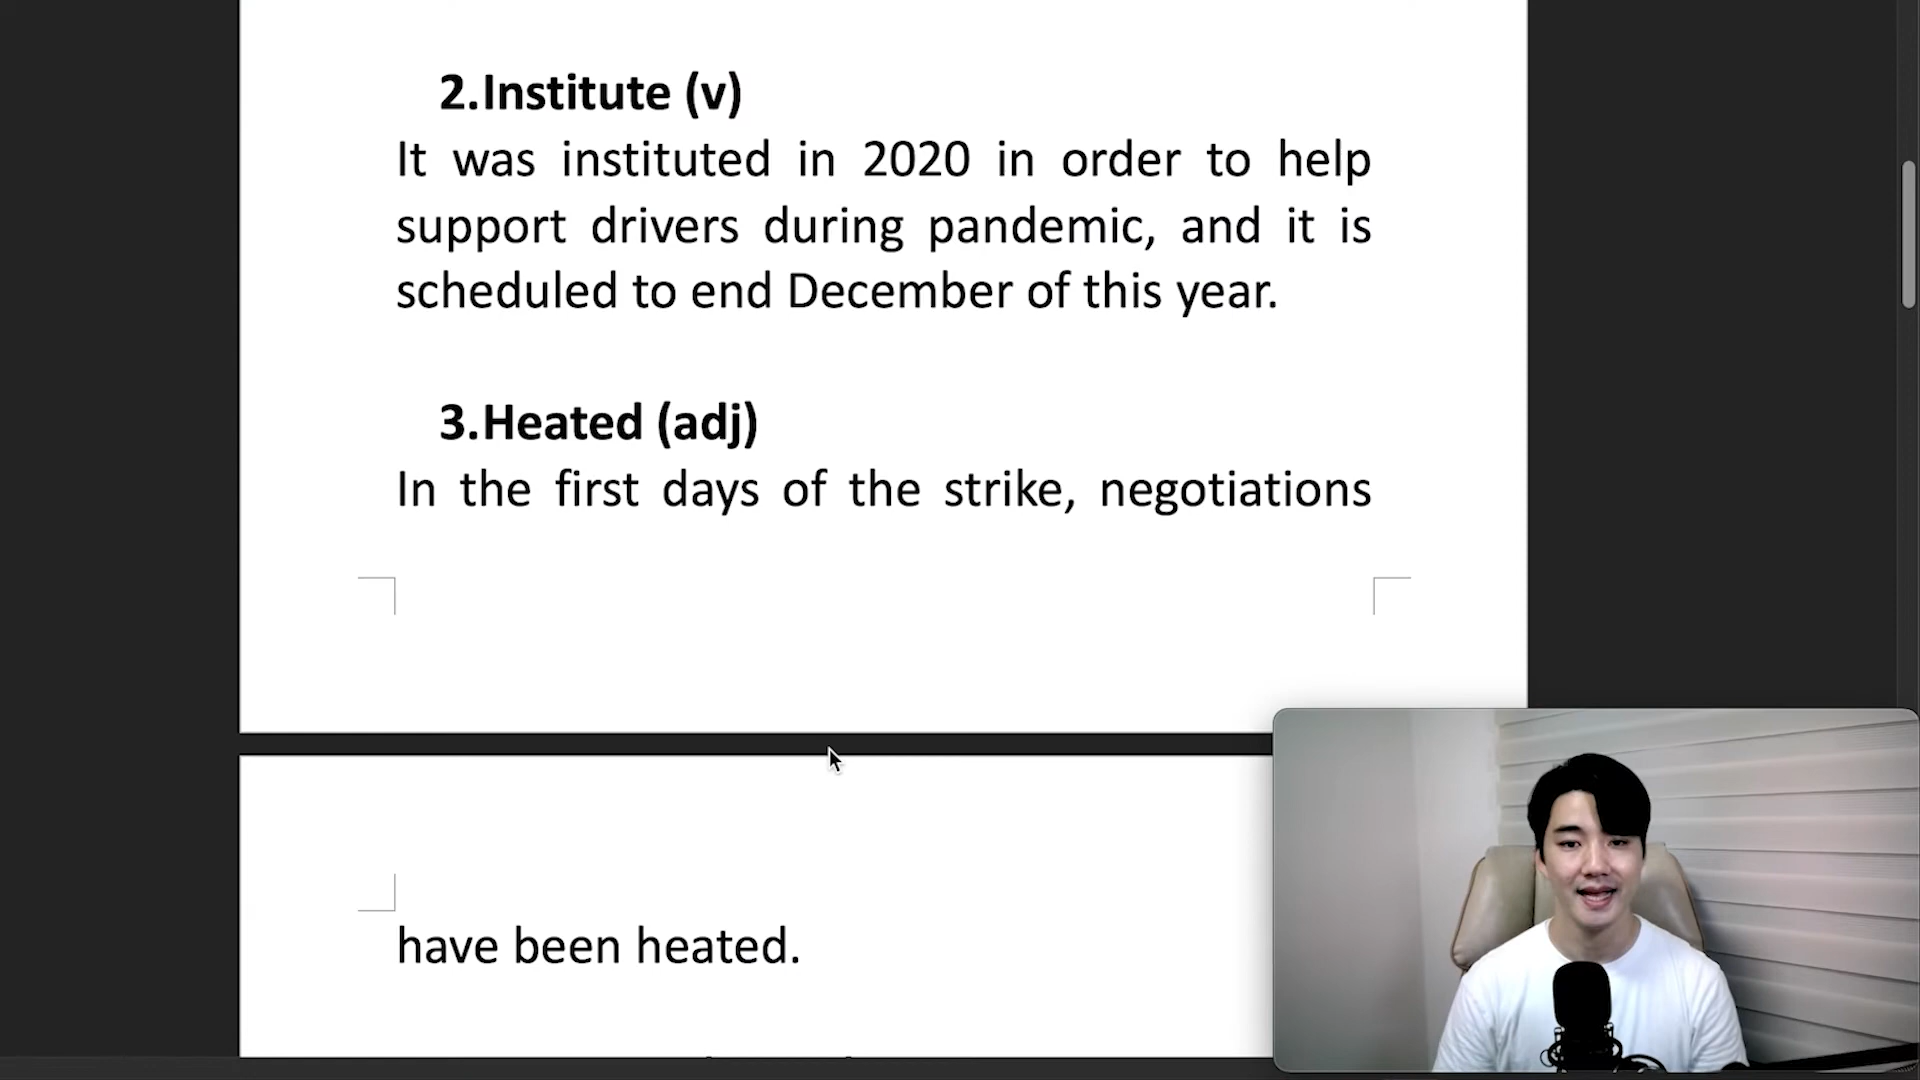 2.Institute (v)
It was instituted in 2020 in order to help
support drivers during pandemic, and it is
scheduled to end December of this year.
3.Heated (adj)
In the first days of the strike, negotiations
have been heated.